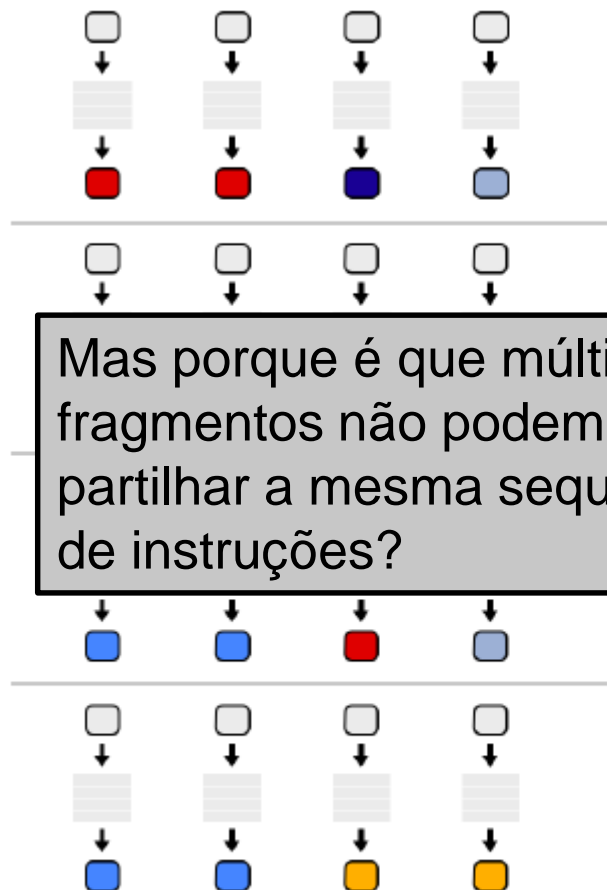 Mas porque é que múlti
fragmentos não podem
partilhar a mesma sequ
de instruções?